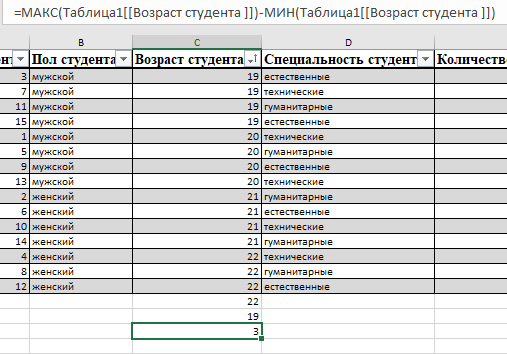 =МАКС(Таблица1[[Возраст студента ]])-МИН(Таблица1[[Возраст студента ]])
B C D
Пол студента Возраст студента Специальность студент Количеств
3 мужской 19 естественные
7 мужской 19 технические
11 мужской 19 гуманитарные
15 мужской 19 естественные
1 мужской 20 технические
5 мужской 20 гуманитарные
9 мужской 20 естественные
13 мужской 20 технические
2 женский 21 гуманитарные
6 женский 21 естественные
10 женский 21 технические
14 женский 21 гуманитарные
4 женский 22 технические
8 женский 22 гуманитарные
12 женский 22 естественные
22
19
3